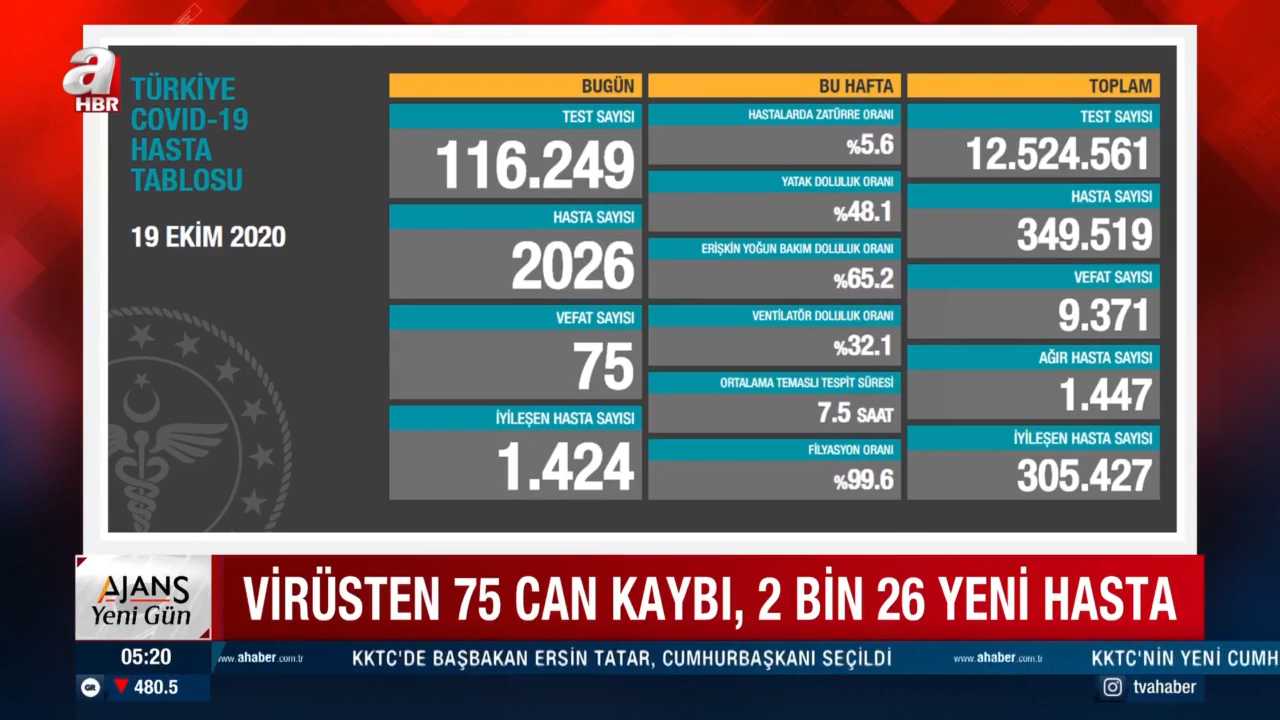 a
HBR
TÜRKİYE
COVID-19
HASTA
TABLOSU
19 EKİM 2020
BUGÜN
TEST SAYISI
116.249
HASTA SAYISI
2026
VEFAT SAYISI
75
İYİLEŞEN HASTA SAYISI
1.424
BU HAFTA
HASTALARDA ZATÜRRE ORANI
%5.6
YATAK DOLULUK ORANI
%48.1
ERİŞKİN YOĞUN BAKIM DOLULUK ORANI
%65.2
VENTİLATÖR DOLULUK ORANI
%32.1
ORTALAMA TEMASLI TESPİT SÜRESİ
7.5 SAAT
FİLYASYON ORANI
%99.6
TOPLAM
TEST SAYISI
12.524.561
HASTA SAYISI
349.519
VEFAT SAYISI
9.371
AĞIR HASTA SAYISI
1.447
İYİLEŞEN HASTA SAYISI
305.427
AJANS
Yeni Gün
VİRÜSTEN 75 CAN KAYBI, 2 BİN 26 YENİ HASTA
05:20
www.ahaber.com.tr KKTC'DE BAŞBAKAN ERSİN TATAR, CUMHURBAŞKANI SEÇİLDİ www.ahaber.com.tr KKTC'NİN YENİ CUMH
GR 480.5
tvahaber